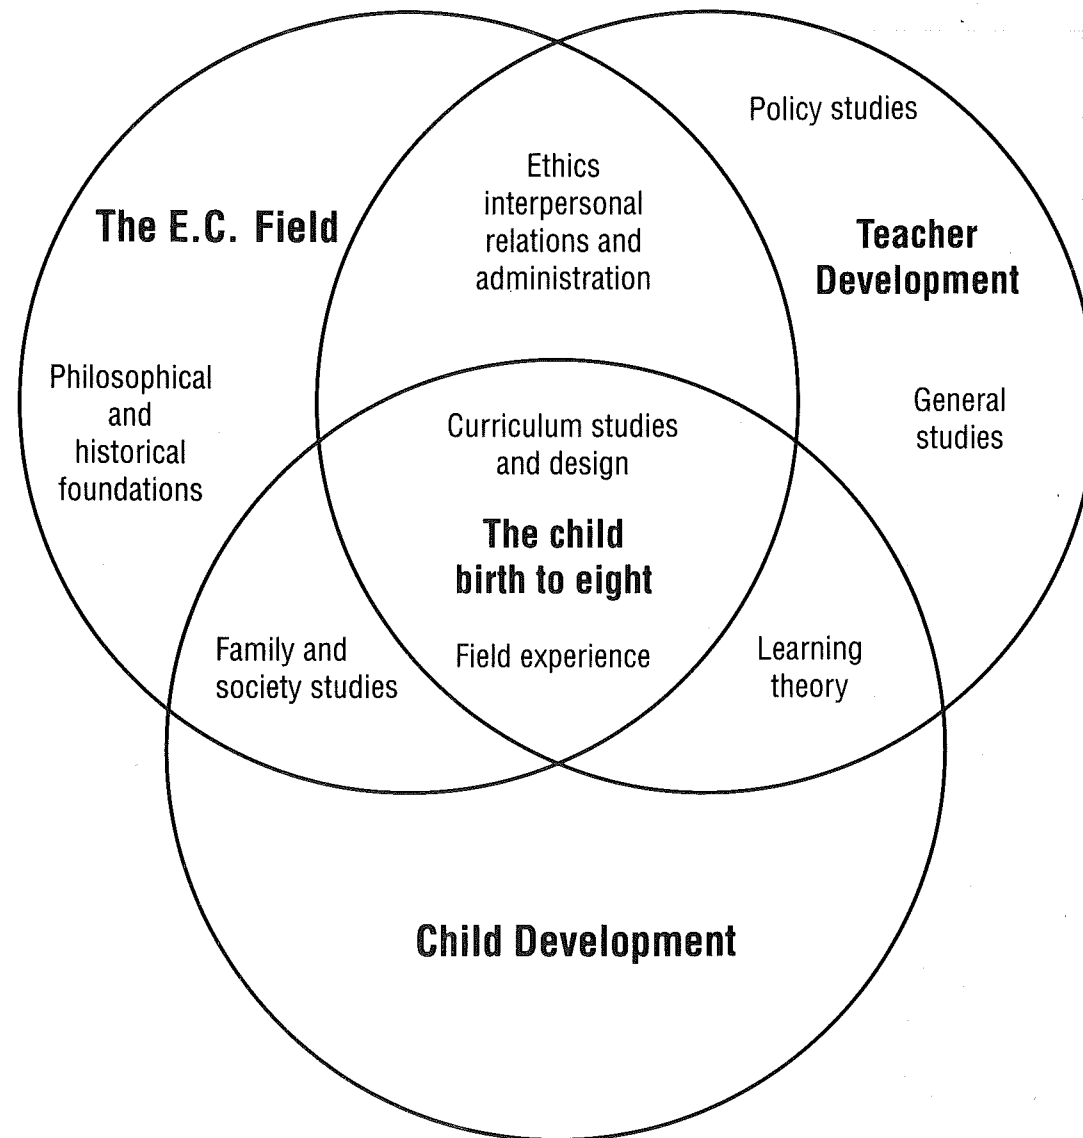 Policy studies
Ethics
interpersonal
relations and
administration
The E.C. Field
Teacher
Development
Philosophical
and
historical
foundations
General
studies
Curriculum studies
and design
The child
birth to eight
Family and
society studies
Field experience
Learning
theory
Child Development